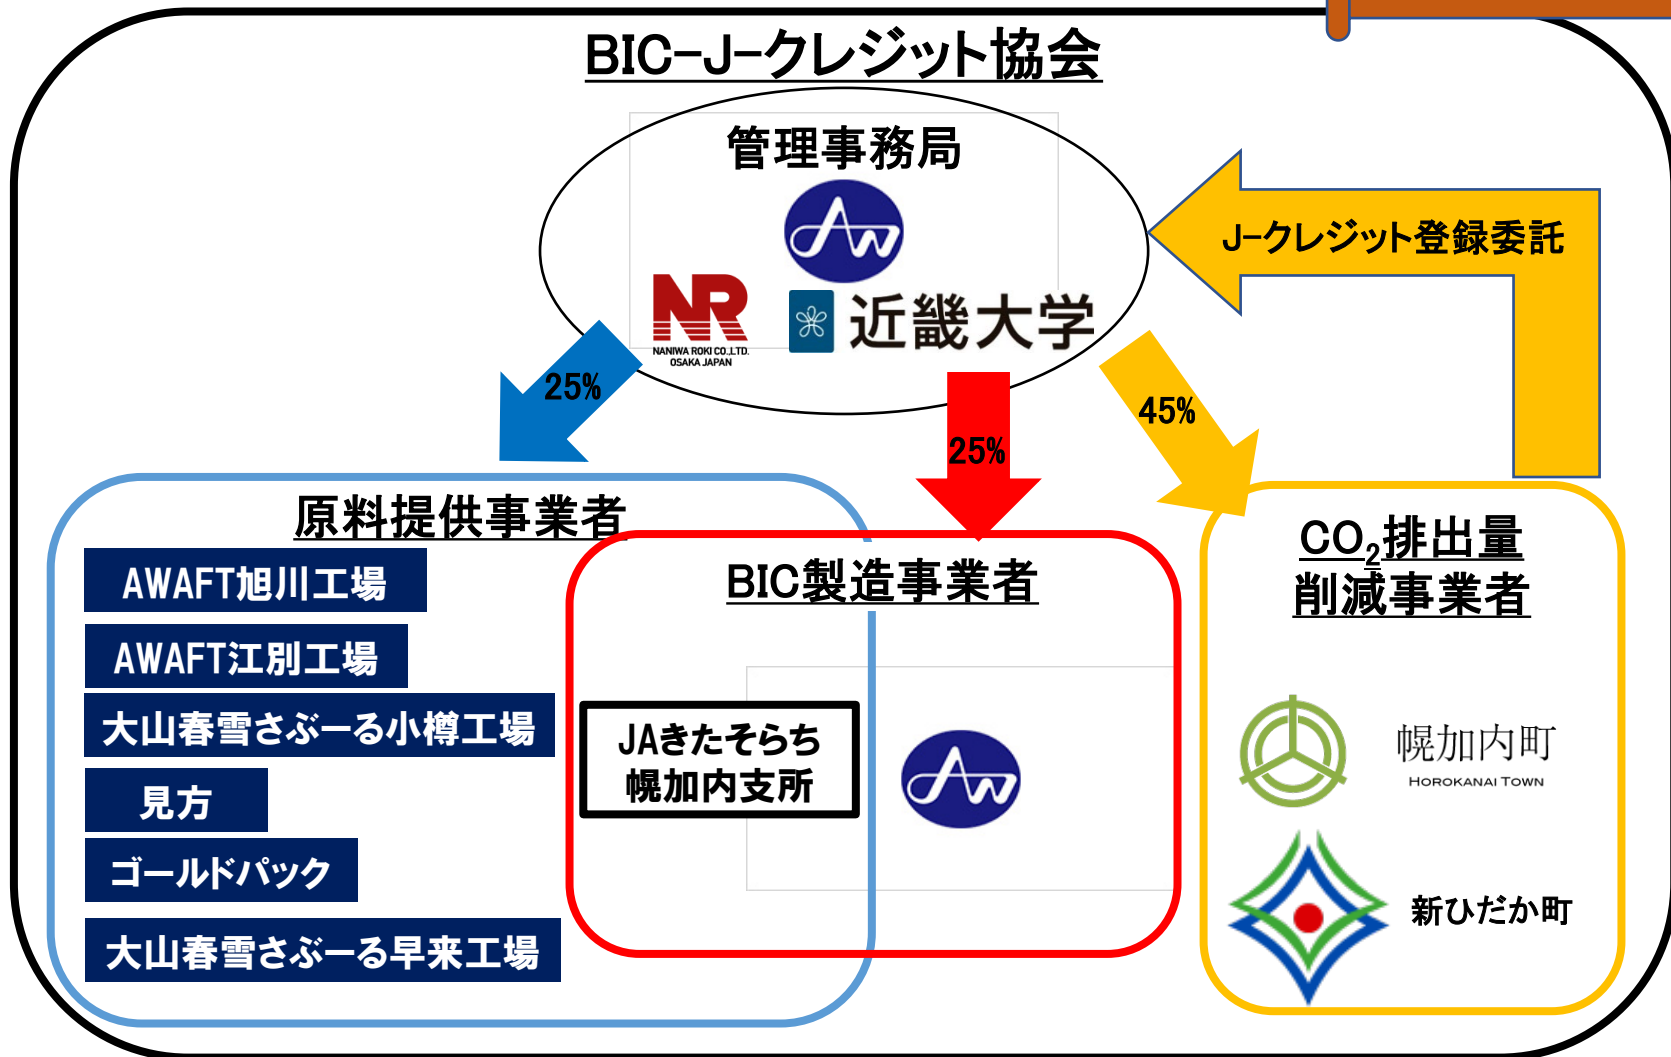 BIC-J-クレジット協会
管理事務局
AW
NR
NANIWA ROKI CO.,LTD.
OSAKA JAPAN
近畿大学
J-クレジット登録委託
25%
25%
45%
原料提供事業者
AWAFT旭川工場
AWAFT江別工場
大山春雪さぶーる小樽工場
見方
ゴールドパック
大山春雪さぶーる早来工場
BIC製造事業者
JAきたそらち
幌加内支所
AW
CO₂排出量
削減事業者
幌加内町
HOROKANAI TOWN
新ひだか町